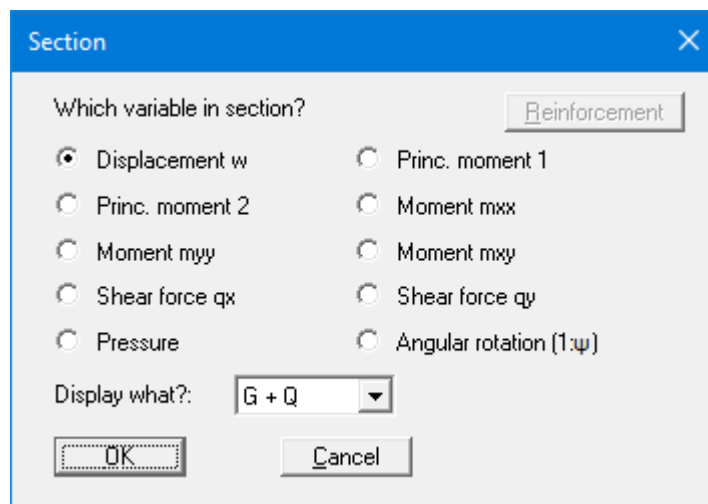 Section
Which variable in section? Reinforcement
Displacement w Princ. moment 1
Princ. moment 2 Moment mxx
Moment myy Moment mxy
Shear force qx Shear force qy
Pressure Angular rotation (1:ψ)
Display what?: G + Q
OK Cancel